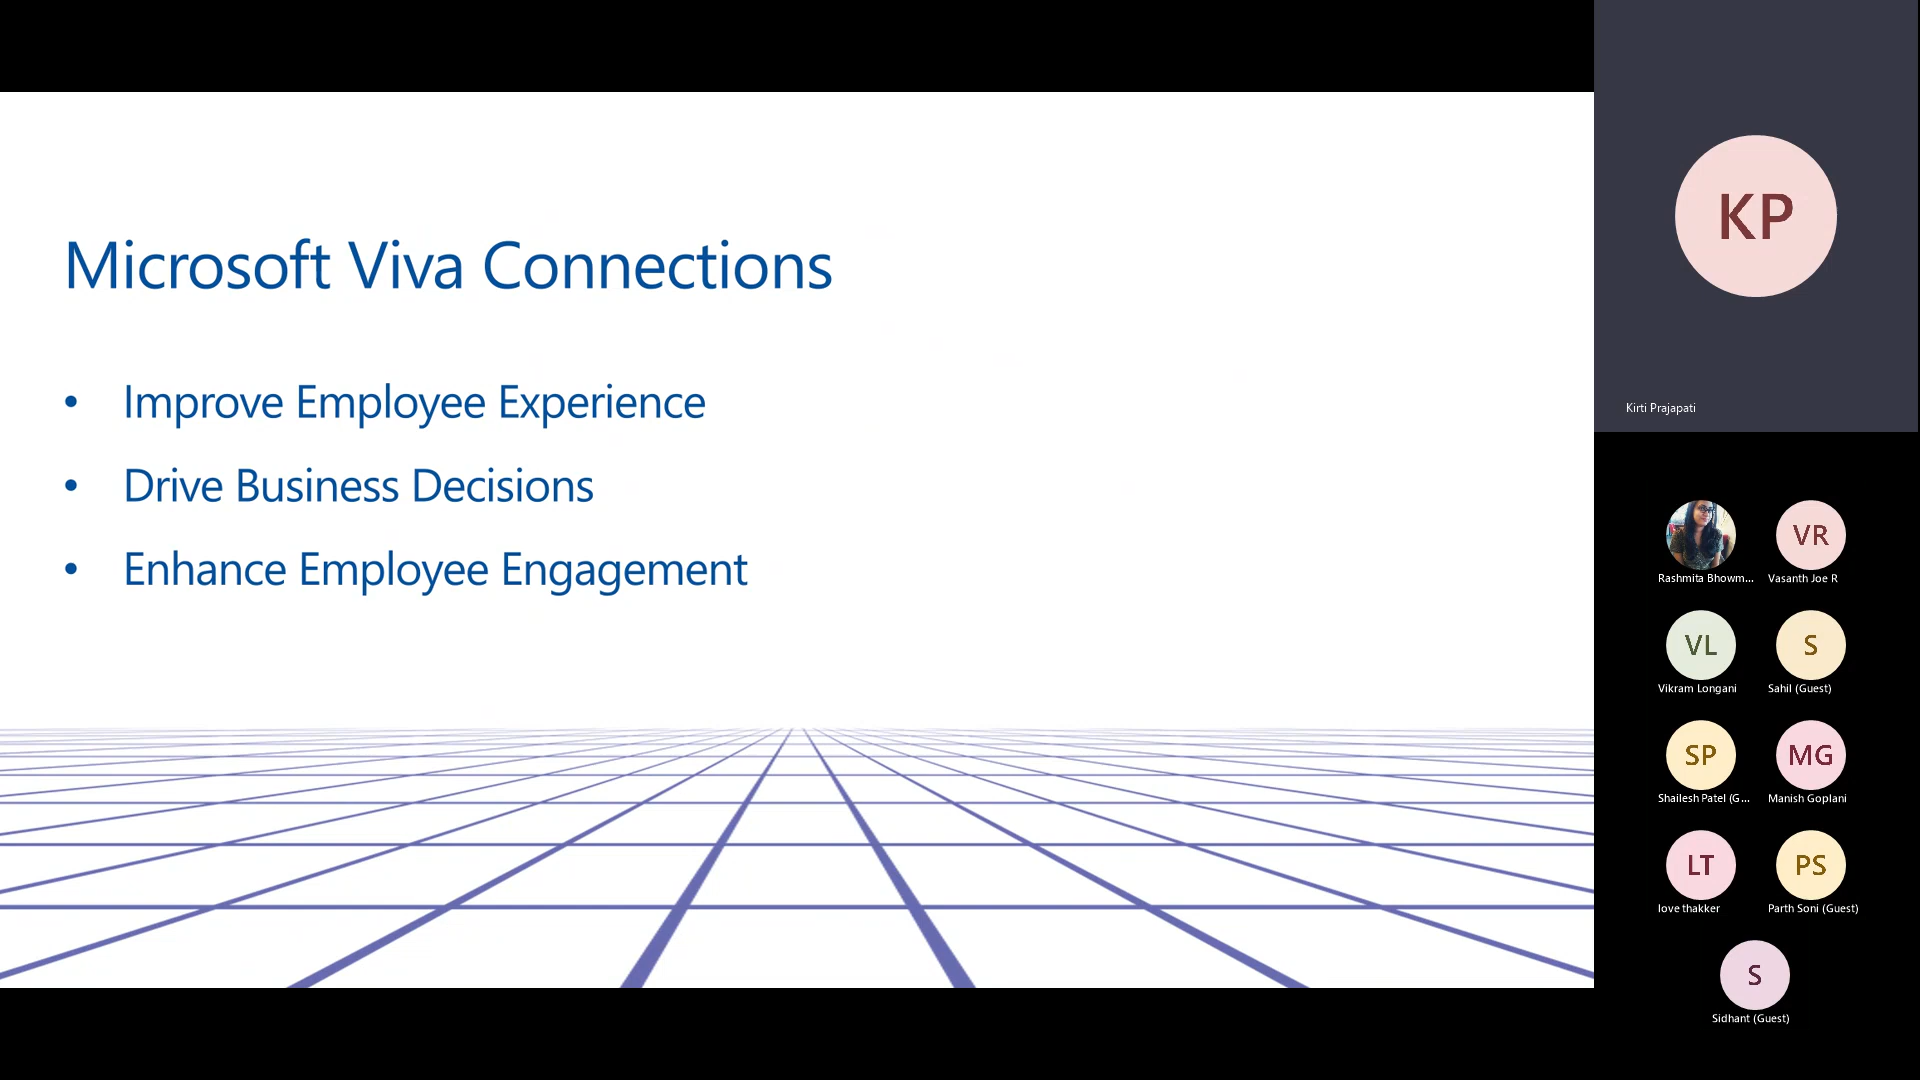 Microsoft Viva Connections
• Improve Employee Experience
• Drive Business Decisions
• Enhance Employee Engagement
KP
Kirti Prajapati
Rashmita Bhowm...
VR
Vasanth Joe R
VL
Vikram Longani
S
Sahil (Guest)
SP
Shailesh Patel (G...
MG
Manish Goplani
LT
love thakker
PS
Parth Soni (Guest)
S
Sidhant (Guest)